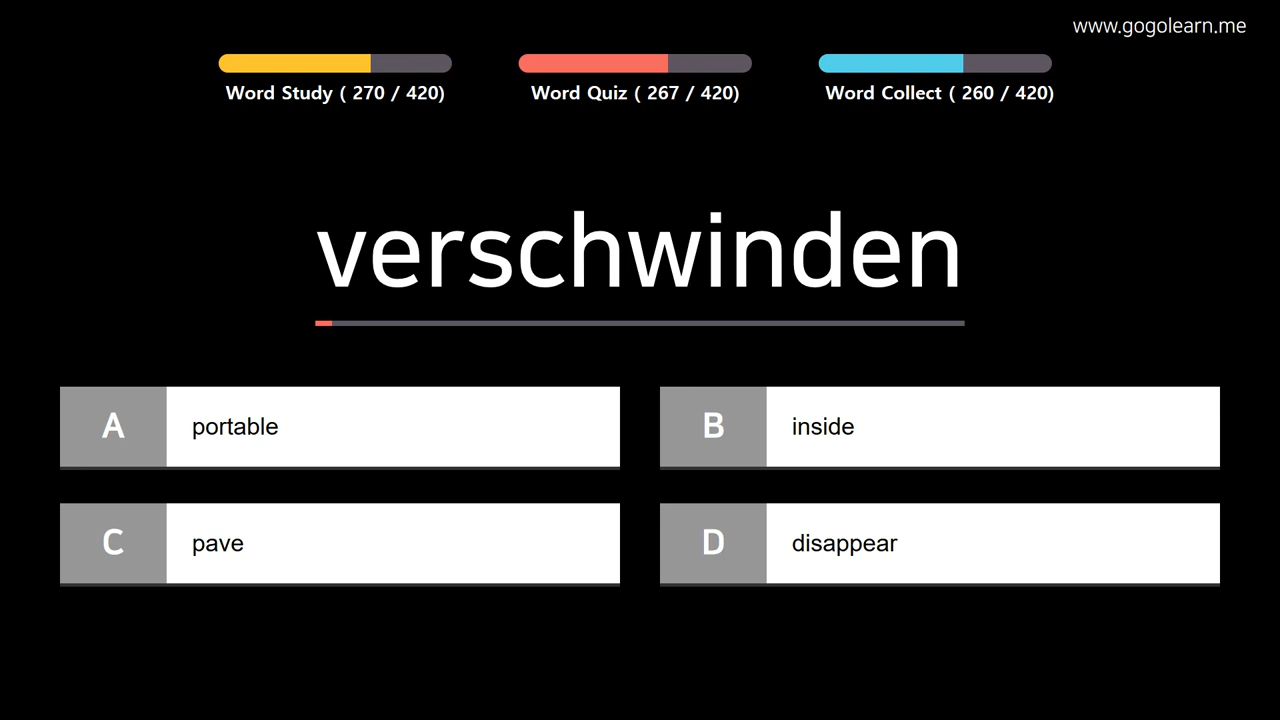 www.gogolearn.me
Word Study ( 270 / 420)
Word Quiz ( 267 / 420)
Word Collect ( 260 / 420)
verschwinden
A portable
B inside
C pave
D disappear